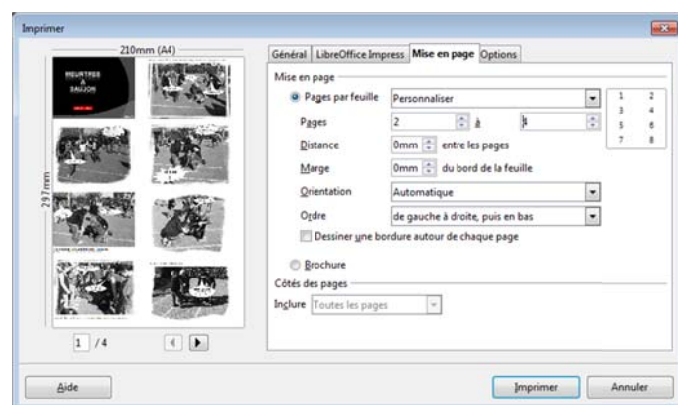 Imprimer
210mm (A4)
297mm
MEURTRES
A
SAUJON
1 / 4
Général LibreOffice Impress Mise en page Options
Mise en page
Pages par feuille Personnaliser
Pages 2 à 4
Distance 0mm entre les pages
Marge 0mm du bord de la feuille
Orientation Automatique
Ordre de gauche à droite, puis en bas
Dessiner une bordure autour de chaque page
1 2
3 4
5 6
7 8
Brochure
Côtés des pages
Inclure Toutes les pages
Aide Imprimer Annuler